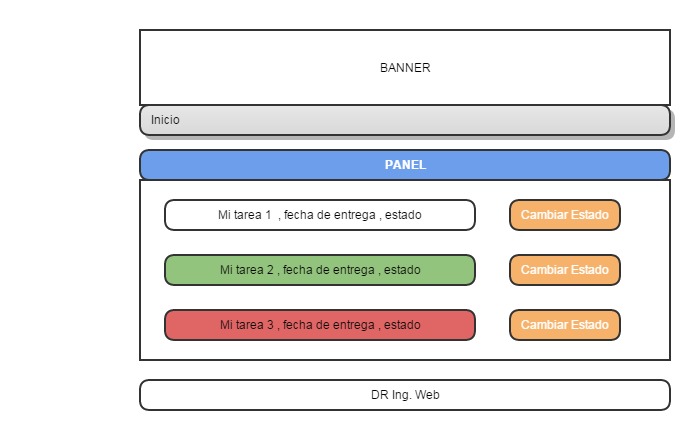 BANNER
Inicio
PANEL
Mi tarea 1 , fecha de entrega , estado
Cambiar Estado
Mi tarea 2 , fecha de entrega , estado
Cambiar Estado
Mi tarea 3 , fecha de entrega , estado
Cambiar Estado
DR Ing. Web